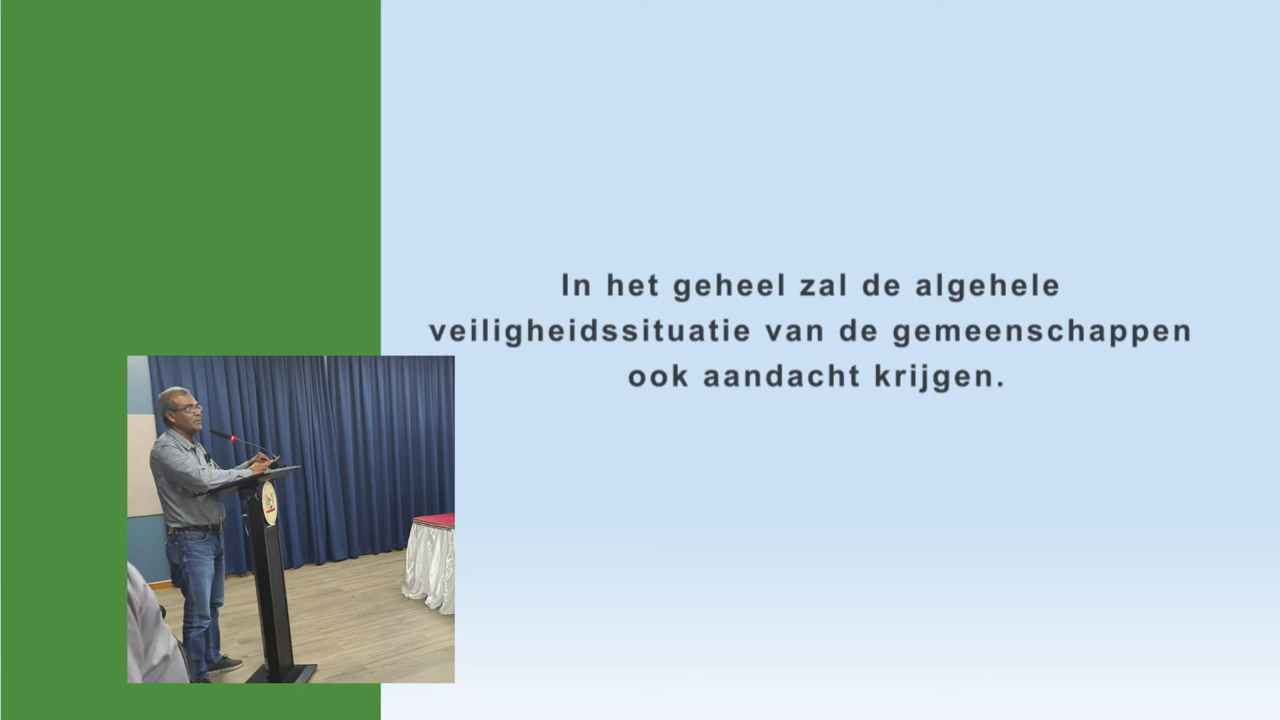 In het geheel zal de algehele
veiligheidssituatie van de gemeenschappen
ook aandacht krijgen.